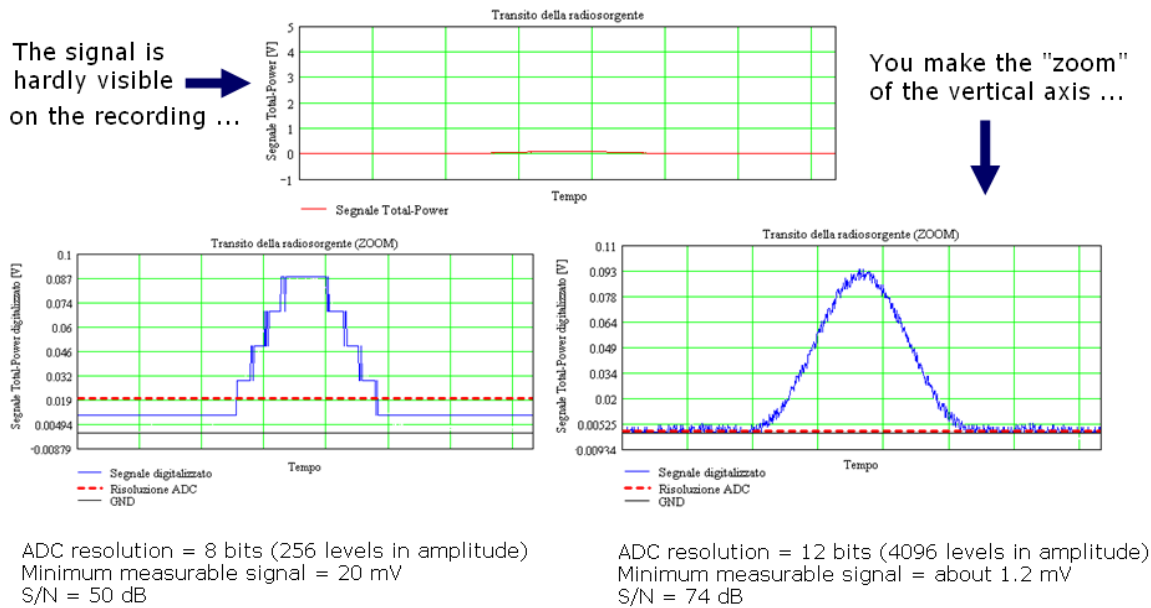 The signal is
hardly visible
on the recording ...
Transito della radiosorgente
Segnale Total-Power [V]
5
4
3
2
1
0
-1
Tempo
Segnale Total-Power
You make the "zoom"
of the vertical axis ...
Transito della radiosorgente (ZOOM)
Segnale Total-Power digitalizzato [V]
0.1
0.087
0.074
0.06
0.046
0.032
0.019
0.00494
-0.00879
Tempo
Segnale digitalizzato
Risoluzione ADC
GND
Transito della radiosorgente (ZOOM)
Segnale Total-Power digitalizzato [V]
0.11
0.093
0.078
0.064
0.049
0.034
0.02
0.00525
-0.00934
Tempo
Segnale digitalizzato
Risoluzione ADC
GND
ADC resolution = 8 bits (256 levels in amplitude)
Minimum measurable signal = 20 mV
S/N = 50 dB
ADC resolution = 12 bits (4096 levels in amplitude)
Minimum measurable signal = about 1.2 mV
S/N = 74 dB